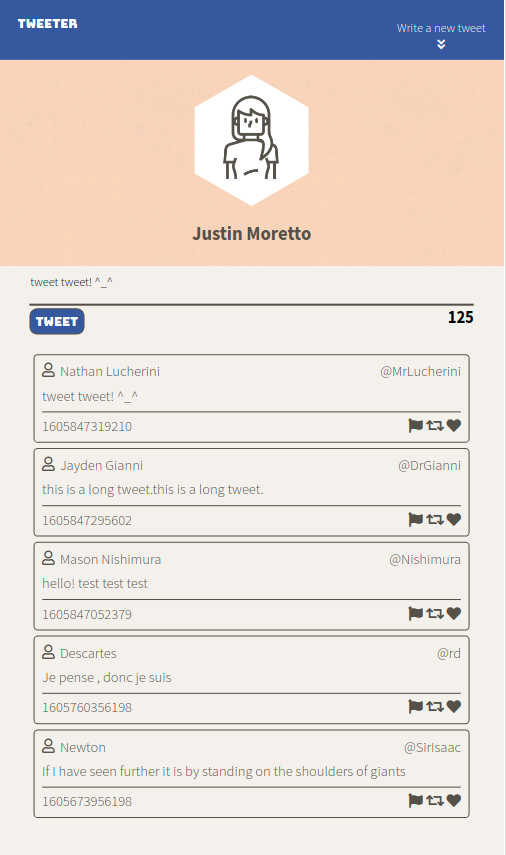 TWEETER
Write a new tweet
Justin Moretto
tweet tweet! ^_^
TWEET 125
Nathan Lucherini @MrLucherini
tweet tweet! ^_^
1605847319210
Jayden Gianni @DrGianni
this is a long tweet.this is a long tweet.
1605847295602
Mason Nishimura @Nishimura
hello! test test test
1605847052379
Descartes @rd
Je pense , donc je suis
1605760356198
Newton @SirIsaac
If I have seen further it is by standing on the shoulders of giants
1605673956198